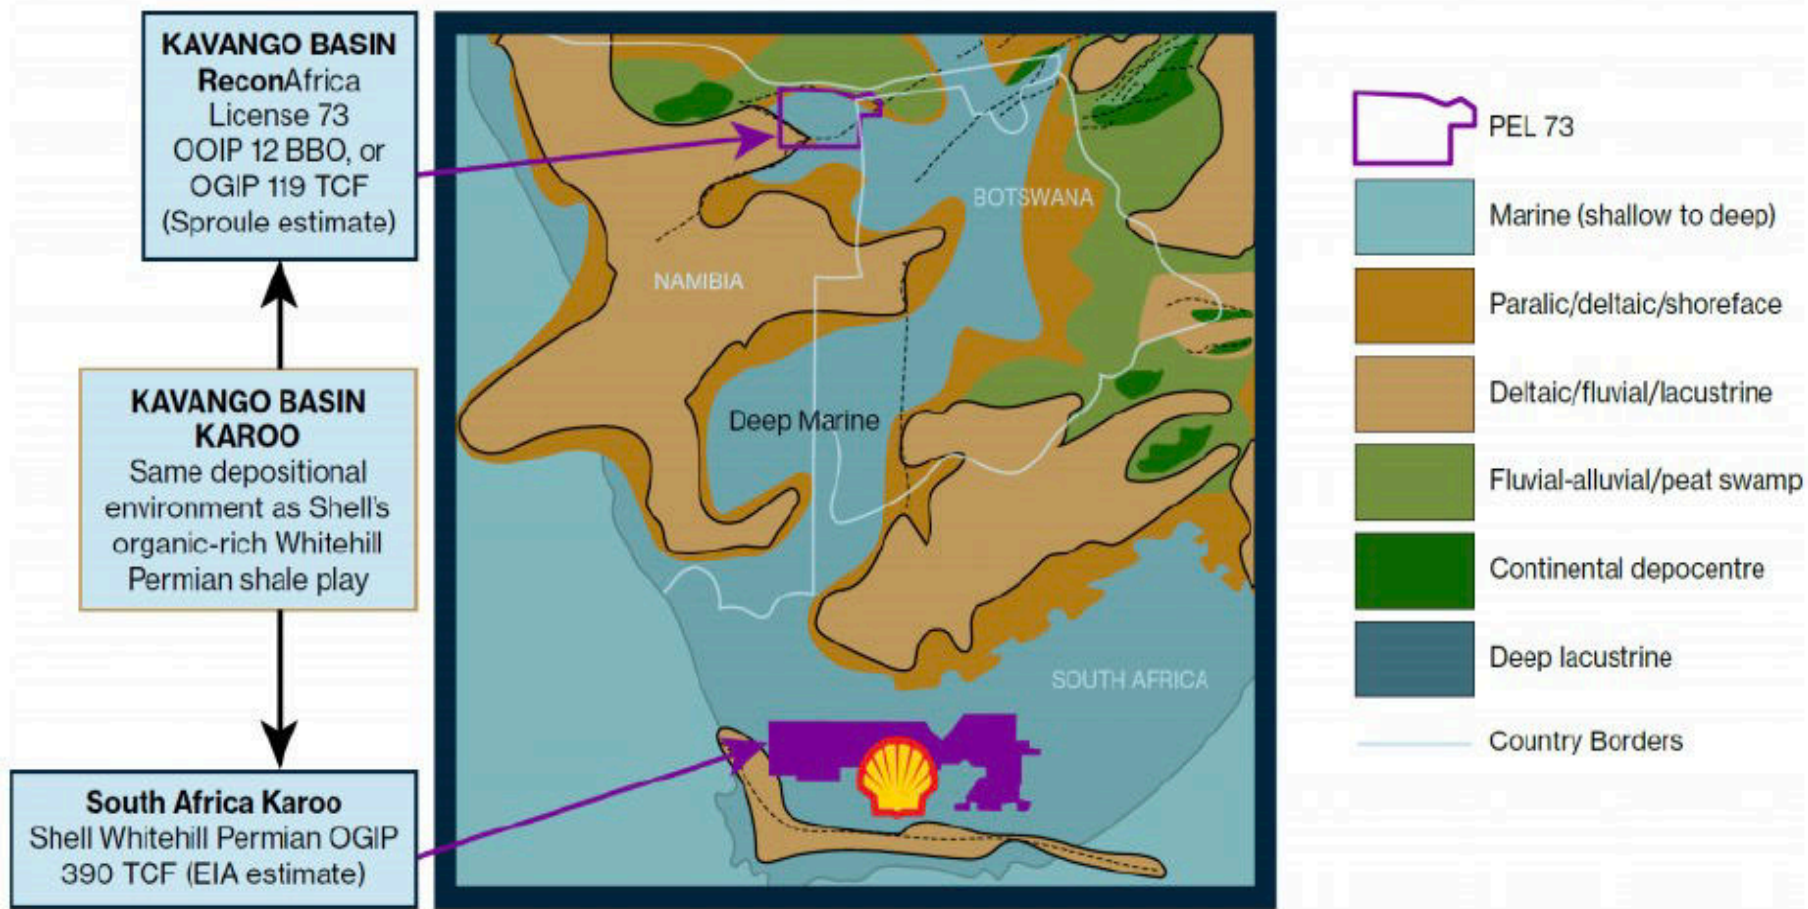 KAVANGO BASIN
ReconAfrica
License 73
OOIP 12 BBO, or
OGIP 119 TCF
(Sproule estimate)
KAVANGO BASIN
KAROO
Same depositional
environment as Shell's
organic-rich Whitehill
Permian shale play
South Africa Karoo
Shell Whitehill Permian OGIP
390 TCF (EIA estimate)
BOTSWANA
NAMIBIA
Deep Marine
SOUTH AFRICA
PEL 73
Marine (shallow to deep)
Paralic/deltaic/shoreface
Deltaic/fluvial/lacustrine
Fluvial-alluvial/peat swamp
Continental depocentre
Deep lacustrine
Country Borders